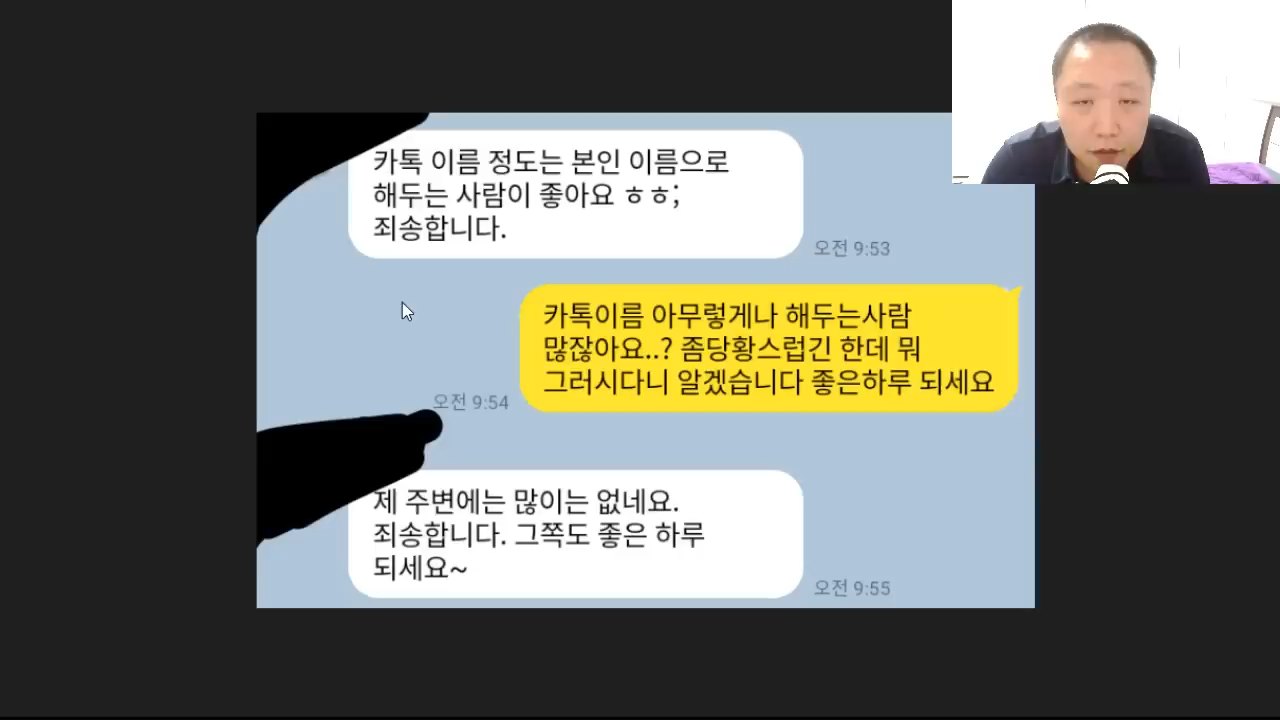 카톡 이름 정도는 본인 이름으로
해두는 사람이 좋아요 ㅎㅎ;
죄송합니다.
오전 9:53
카톡이름 아무렇게나 해두는사람
많잖아요..? 좀당황스럽긴 한데 뭐
그러시다니 알겠습니다 좋은하루 되세요
오전 9:54
제 주변에는 많이는 없네요.
죄송합니다. 그쪽도 좋은 하루
되세요~
오전 9:55